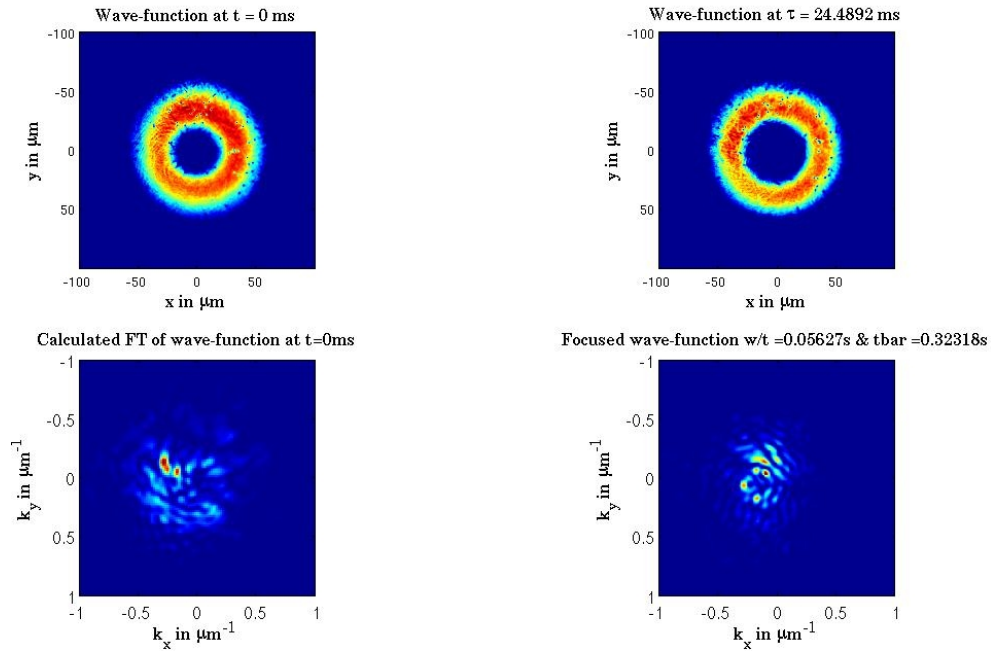 Wave-function at t = 0 ms
-100
-50
0
50
y in μm
-100 -50 0 50
x in μm
Wave-function at τ = 24.4892 ms
-100
-50
0
50
y in μm
-100 -50 0 50
x in μm
Calculated FT of wave-function at t=0ms
-1
-0.5
0
0.5
1
k_y in μm⁻¹
-1 -0.5 0 0.5 1
k_x in μm⁻¹
Focused wave-function w/t =0.05627s & tbar =0.32318s
-1
-0.5
0
0.5
1
k_y in μm⁻¹
-1 -0.5 0 0.5 1
k_x in μm⁻¹